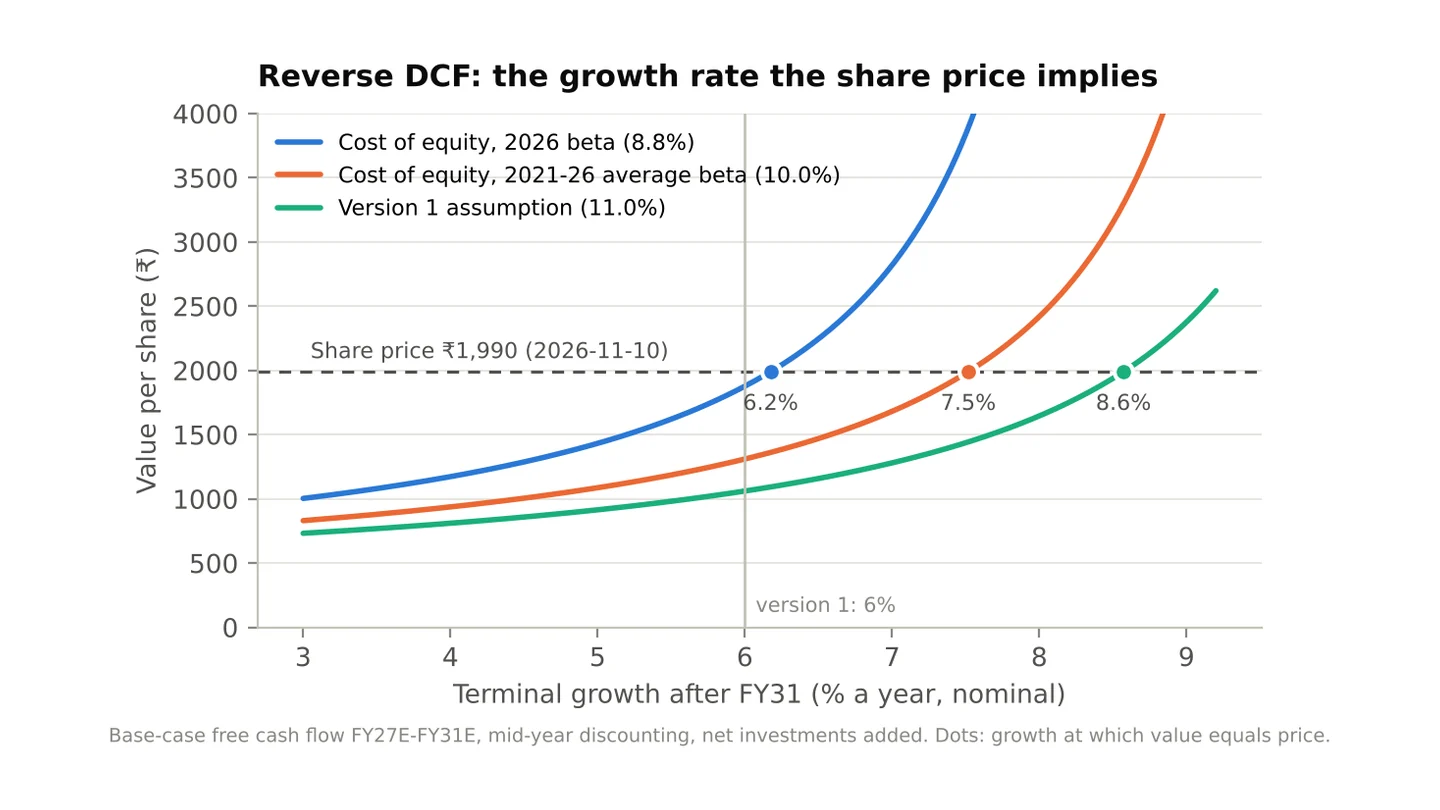 Reverse DCF: the growth rate the share price implies
Value per share (₹)
4000
3500
3000
2500
2000
1500
1000
500
0
Cost of equity, 2026 beta (8.8%)
Cost of equity, 2021-26 average beta (10.0%)
Version 1 assumption (11.0%)
Share price ₹1,990 (2026-11-10)
6.2%
7.5%
8.6%
version 1: 6%
3
4
5
6
7
8
9
Terminal growth after FY31 (% a year, nominal)
Base-case free cash flow FY27E-FY31E, mid-year discounting, net investments added. Dots: growth at which value equals price.